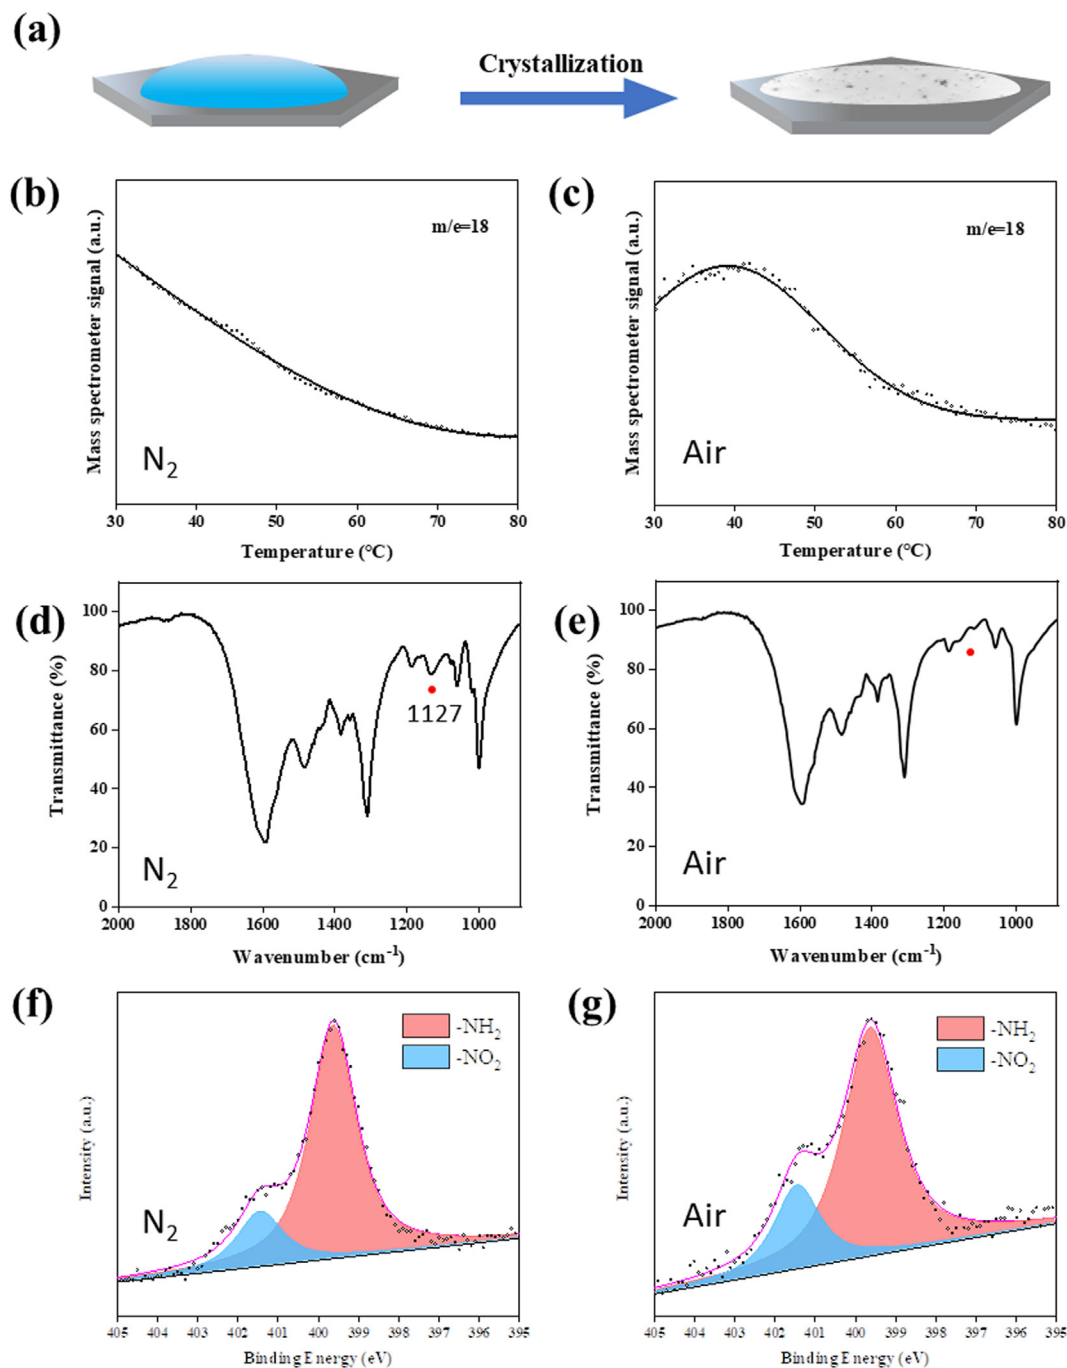 (a)
Crystallization
(b)
Mass spectrometer signal (a.u.)
m/e=18
N2
30 40 50 60 70 80
Temperature (°C)
(c)
Mass spectrometer signal (a.u.)
m/e=18
Air
30 40 50 60 70 80
Temperature (°C)
(d)
Transmittance (%)
100
80
60
40
20
0
1127
N2
2000 1800 1600 1400 1200 1000
Wavenumber (cm-1)
(e)
Transmittance (%)
100
80
60
40
20
0
Air
2000 1800 1600 1400 1200 1000
Wavenumber (cm-1)
(f)
Intensity (a.u.)
-NH2
-NO2
N2
405 404 403 402 401 400 399 398 397 396 395
Binding Energy (eV)
(g)
Intensity (a.u.)
-NH2
-NO2
Air
405 404 403 402 401 400 399 398 397 396 395
Binding Energy (eV)